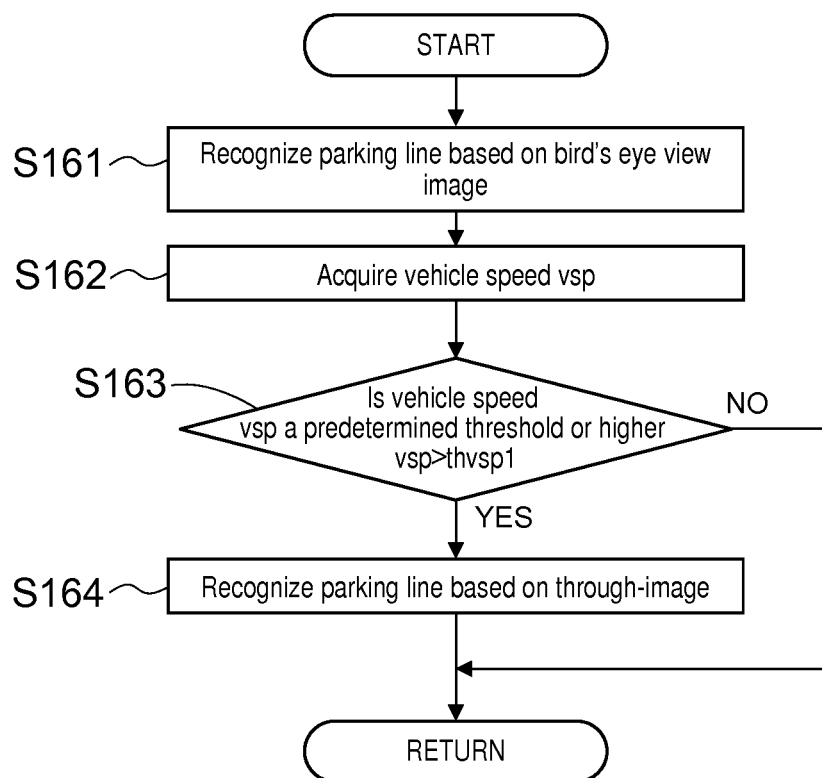 START
S161
Recognize parking line based on bird's eye view
image
S162
Acquire vehicle speed vsp
S163
Is vehicle speed
vsp a predetermined threshold or higher
vsp>thvsp1
NO
YES
S164
Recognize parking line based on through-image
RETURN